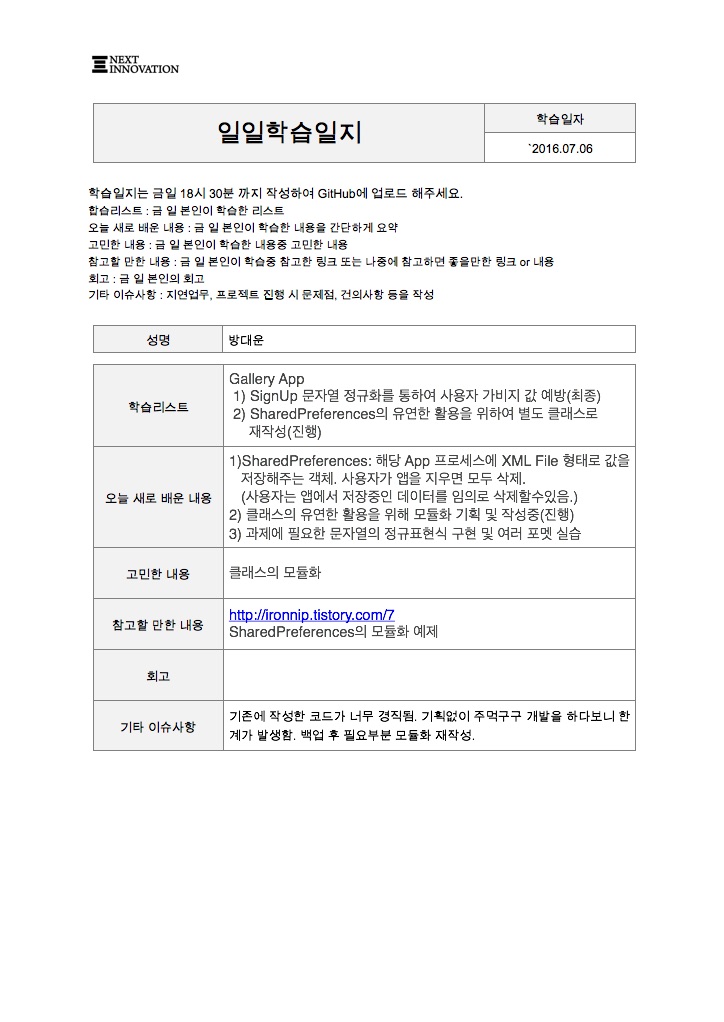 NEXT
INNOVATION
일일학습일지
학습일자
`2016.07.06
학습일지는 금일 18시 30분 까지 작성하여 GitHub에 업로드 해주세요.
합습리스트 : 금 일 본인이 학습한 리스트
오늘 새로 배운 내용 : 금 일 본인이 학습한 내용을 간단하게 요약
고민한 내용 : 금 일 본인이 학습한 내용중 고민한 내용
참고할 만한 내용 : 금 일 본인이 학습중 참고한 링크 또는 나중에 참고하면 좋을만한 링크 or 내용
회고 : 금 일 본인의 회고
기타 이슈사항 : 지연업무, 프로젝트 진행 시 문제점, 건의사항 등을 작성
성명
방대운
학습리스트
Gallery App
1) SignUp 문자열 정규화를 통하여 사용자 가비지 값 예방(최종)
2) SharedPreferences의 유연한 활용을 위하여 별도 클래스로
재작성(진행)
오늘 새로 배운 내용
1)SharedPreferences: 해당 App 프로세스에 XML File 형태로 값을
저장해주는 객체. 사용자가 앱을 지우면 모두 삭제.
(사용자는 앱에서 저장중인 데이터를 임의로 삭제할수있음.)
2) 클래스의 유연한 활용을 위해 모듈화 기획 및 작성중(진행)
3) 과제에 필요한 문자열의 정규표현식 구현 및 여러 포멧 실습
고민한 내용
클래스의 모듈화
참고할 만한 내용
http://ironnip.tistory.com/7
SharedPreferences의 모듈화 예제
회고
기타 이슈사항
기존에 작성한 코드가 너무 경직됨. 기획없이 주먹구구 개발을 하다보니 한
계가 발생함. 백업 후 필요부분 모듈화 재작성.